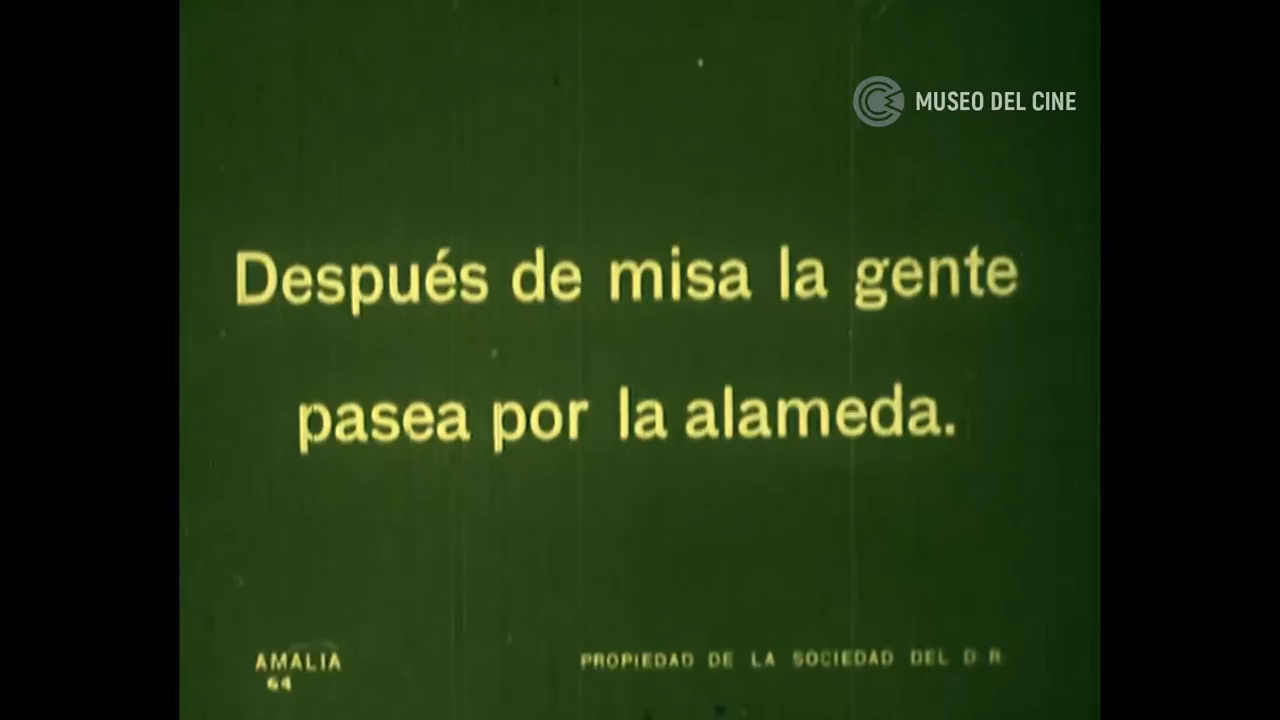 MUSEO DEL CINE
Después de misa la gente
pasea por la alameda.
AMALIA
64
PROPIEDAD DE LA SOCIEDAD DEL D R